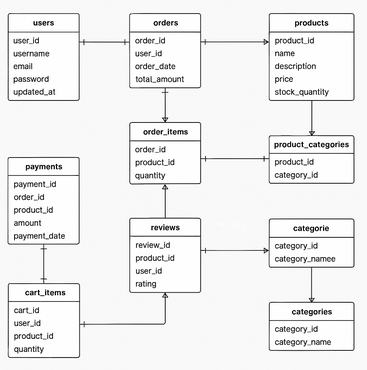 users
user_id
username
email
password
updated_at
orders
order_id
user_id
order_date
total_amount
products
product_id
name
description
price
stock_quantity
order_items
order_id
product_id
quantity
product_categories
product_id
category_id
payments
payment_id
order_id
product_id
amount
payment_date
reviews
review_id
product_id
user_id
rating
categorie
category_id
category_namee
cart_items
cart_id
user_id
product_id
quantity
categories
category_id
category_name